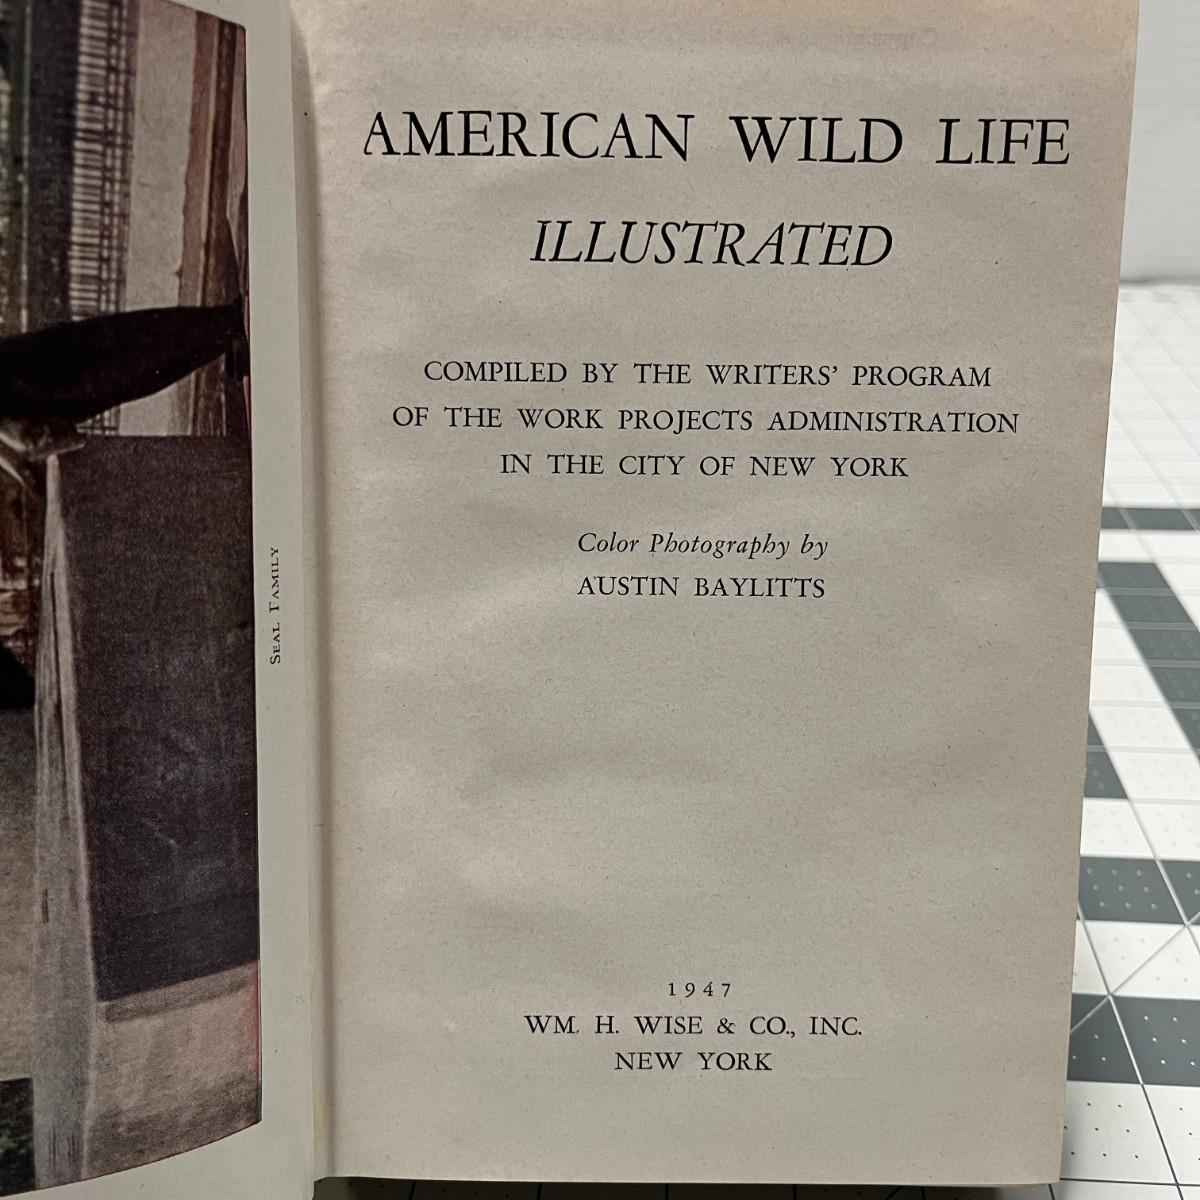 AMERICAN WILD LIFE
ILLUSTRATED
COMPILED BY THE WRITERS' PROGRAM
OF THE WORK PROJECTS ADMINISTRATION
IN THE CITY OF NEW YORK
Color Photography by
AUSTIN BAYLITTS
1947
WM. H. WISE & CO., INC.
NEW YORK
SEAL FAMILY